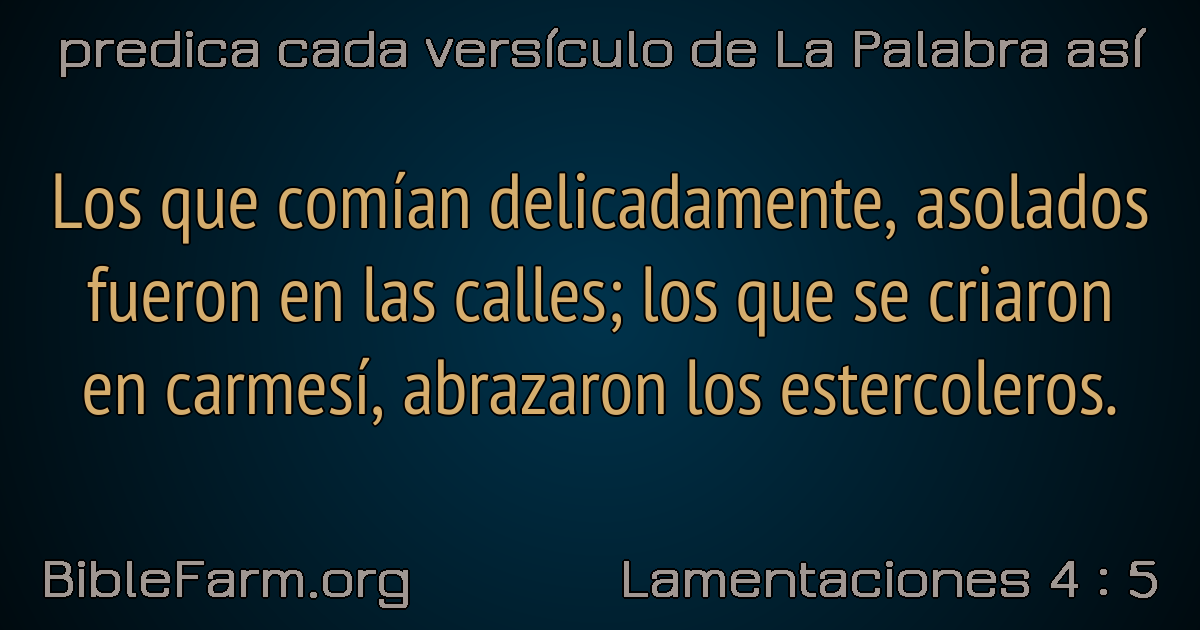 predica cada versículo de La Palabra así
Los que comían delicadamente, asolados
fueron en las calles; los que se criaron
en carmesí, abrazaron los estercoleros.
BibleFarm.org
Lamentaciones 4 : 5